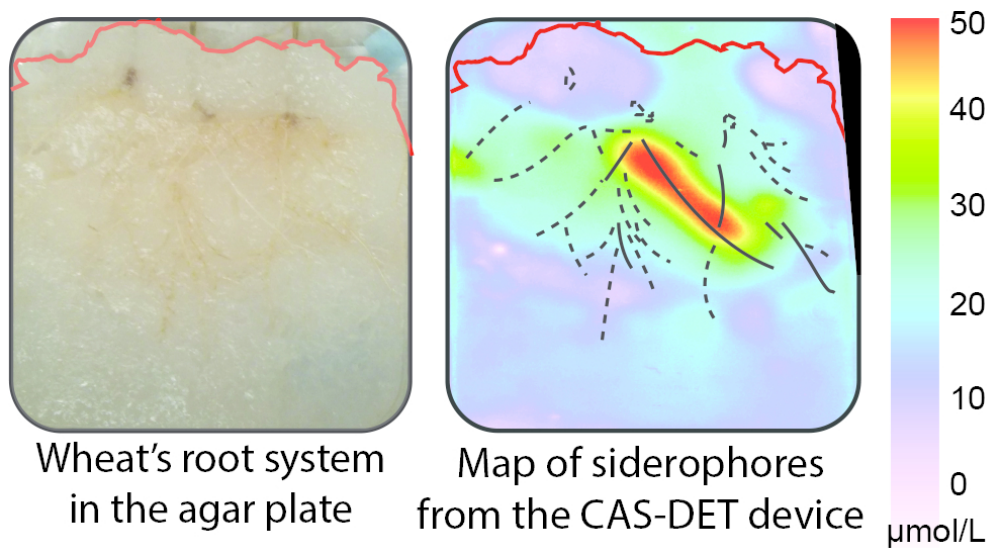 50
40
30
20
10
0
µmol/L
Wheat's root system
in the agar plate
Map of siderophores
from the CAS-DET device